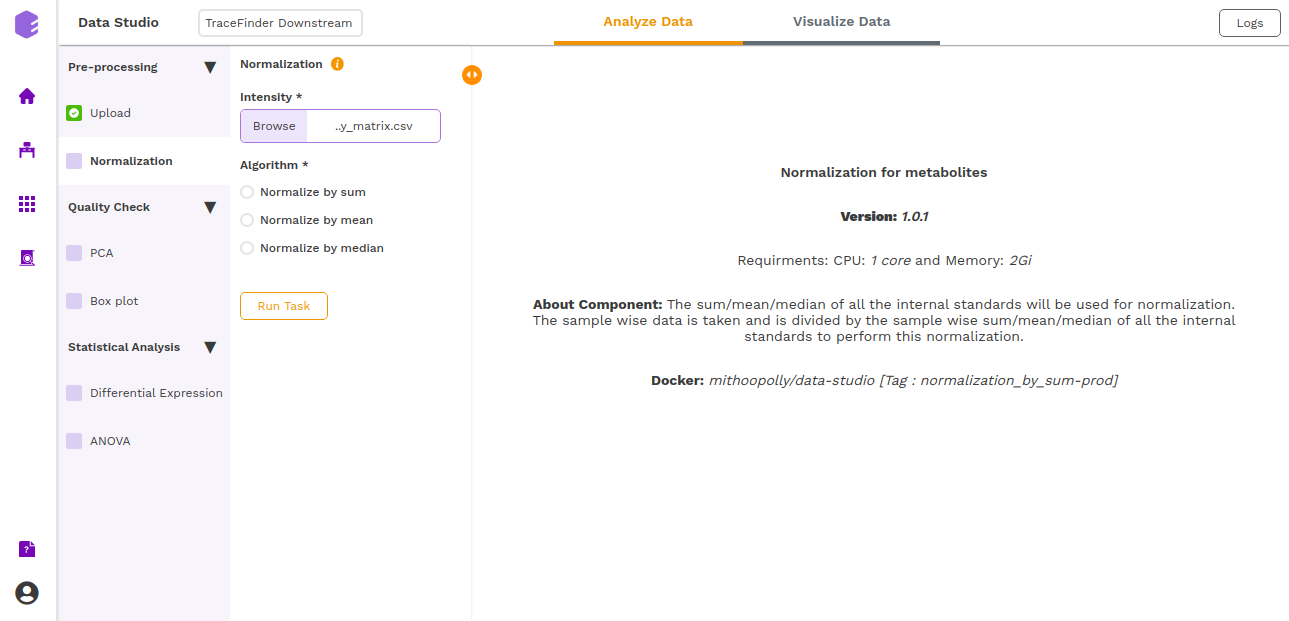 Data Studio
TraceFinder Downstream
Analyze Data
Visualize Data
Logs
Pre-processing ▼
Upload
Normalization
Quality Check ▼
PCA
Box plot
Statistical Analysis ▼
Differential Expression
ANOVA
?
Normalization i
Intensity *
Browse ..y_matrix.csv
Algorithm *
Normalize by sum
Normalize by mean
Normalize by median
Run Task
Normalization for metabolites
Version: 1.0.1
Requirments: CPU: 1 core and Memory: 2Gi
About Component: The sum/mean/median of all the internal standards will be used for normalization.
The sample wise data is taken and is divided by the sample wise sum/mean/median of all the internal
standards to perform this normalization.
Docker: mithoopolly/data-studio [Tag : normalization_by_sum-prod]